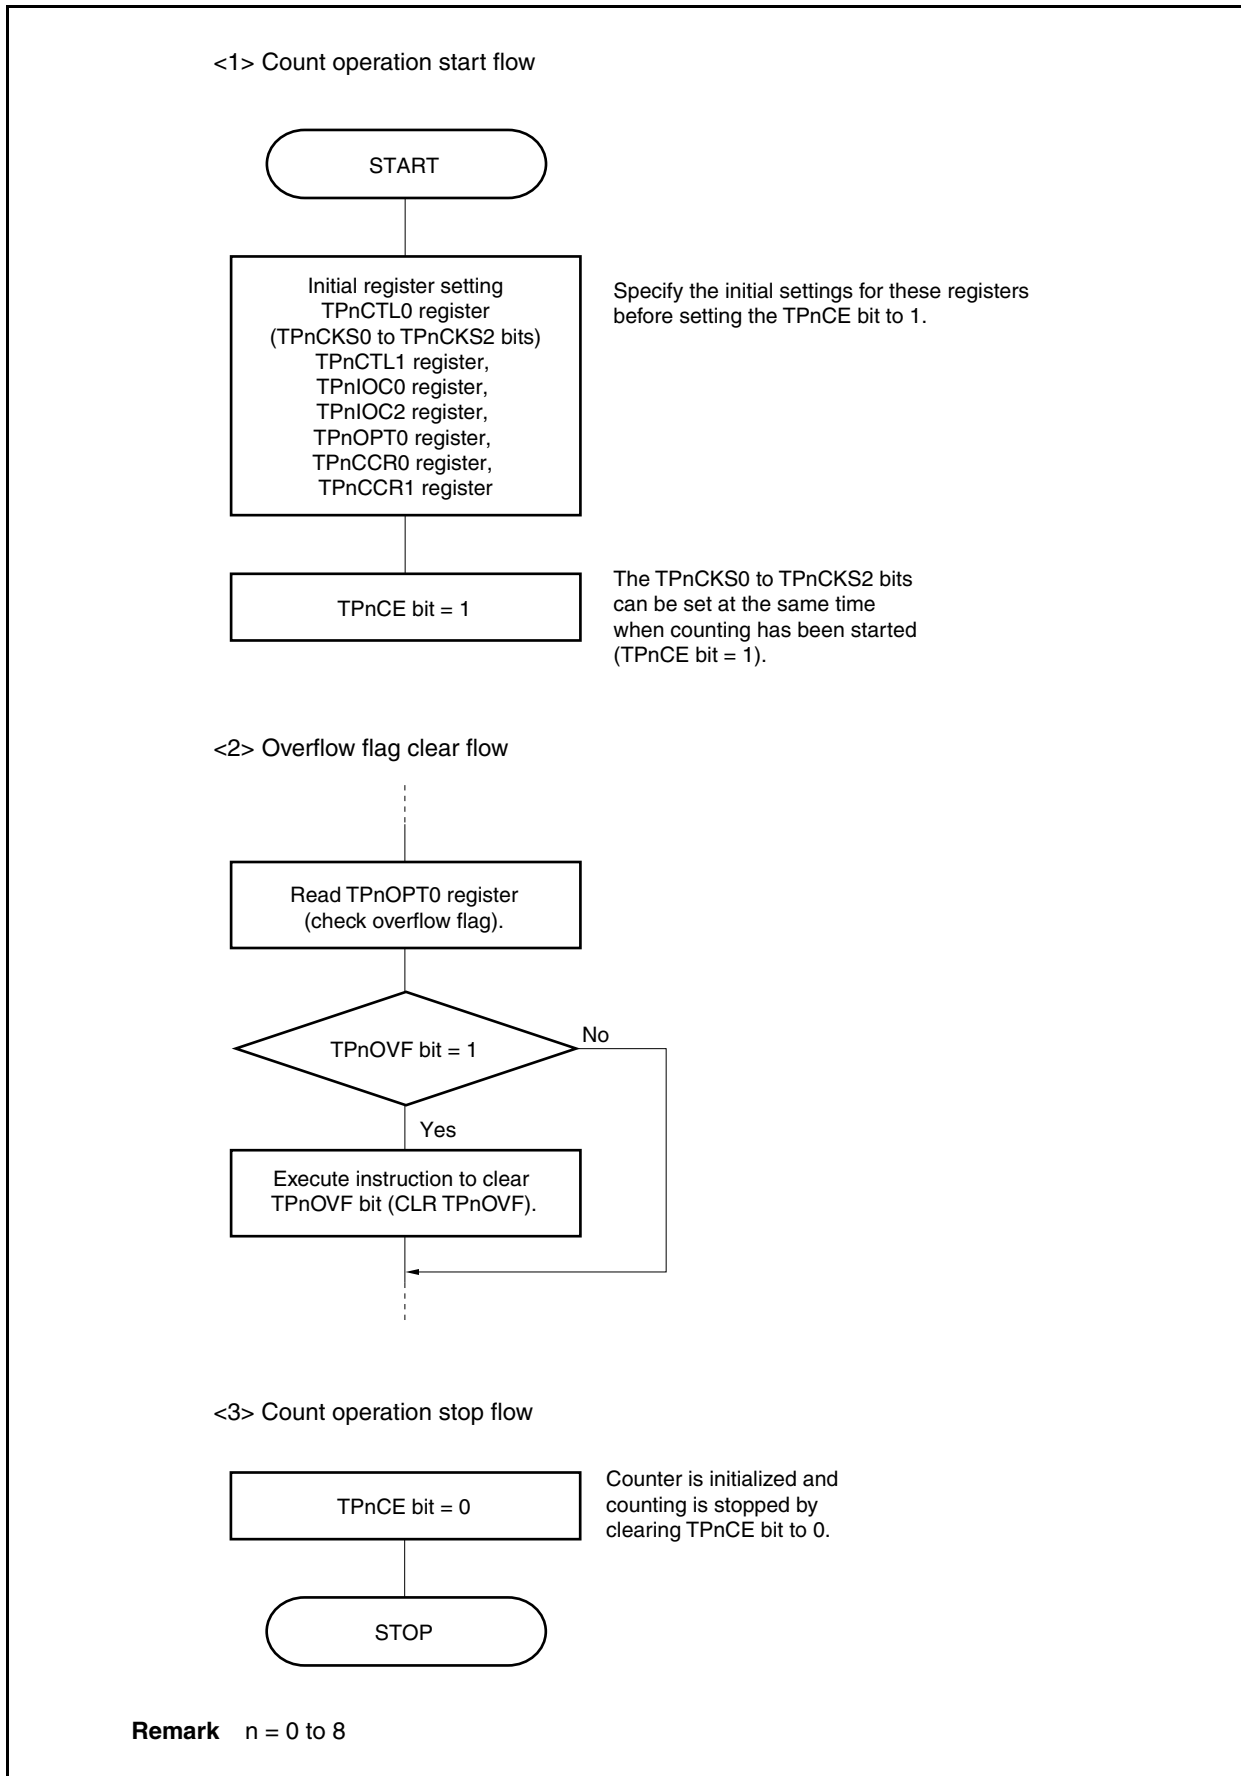 <1> Count operation start flow
START
Initial register setting
TPnCTL0 register
(TPnCKS0 to TPnCKS2 bits)
TPnCTL1 register,
TPnIOC0 register,
TPnIOC2 register,
TPnOPT0 register,
TPnCCR0 register,
TPnCCR1 register
Specify the initial settings for these registers
before setting the TPnCE bit to 1.
TPnCE bit = 1
The TPnCKS0 to TPnCKS2 bits
can be set at the same time
when counting has been started
(TPnCE bit = 1).
<2> Overflow flag clear flow
Read TPnOPT0 register
(check overflow flag).
TPnOVF bit = 1
No
Yes
Execute instruction to clear
TPnOVF bit (CLR TPnOVF).
<3> Count operation stop flow
TPnCE bit = 0
Counter is initialized and
counting is stopped by
clearing TPnCE bit to 0.
STOP
Remark n = 0 to 8